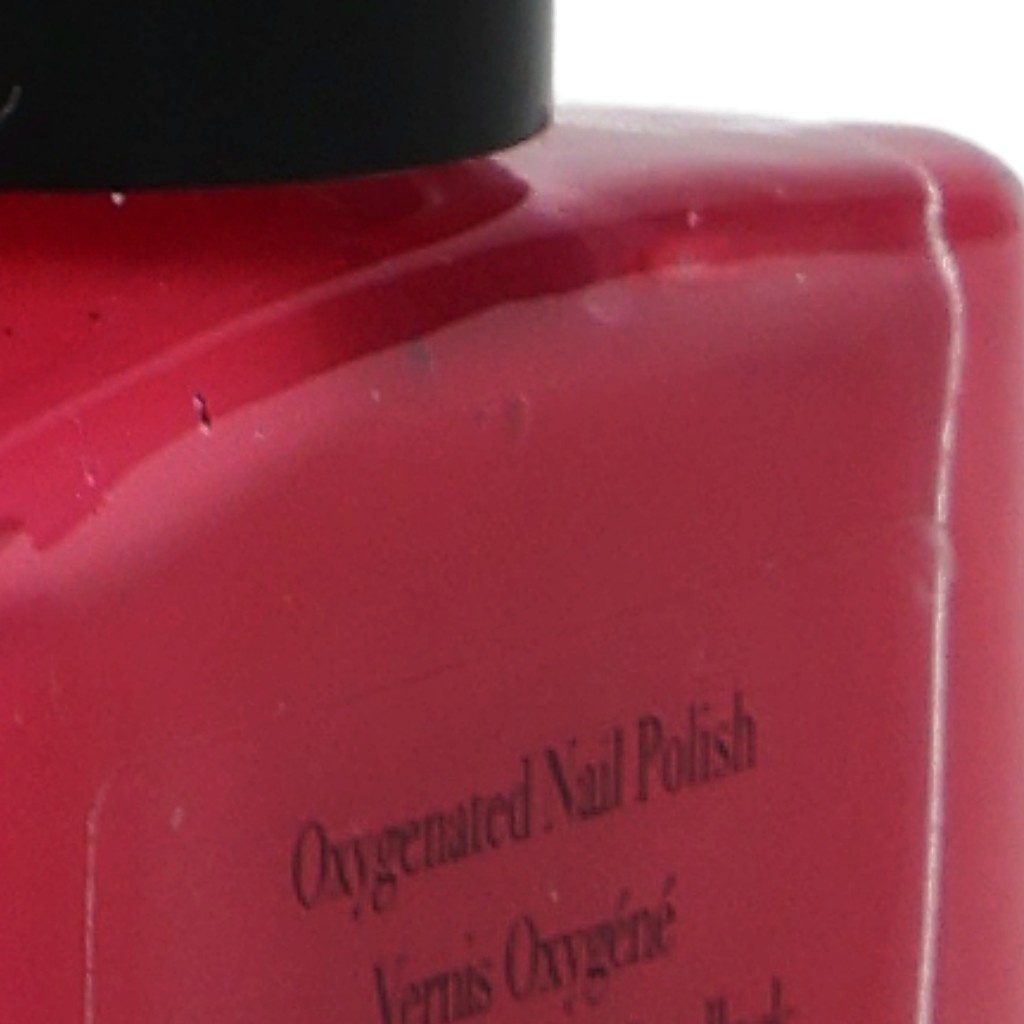 Oxygenated Nail Polish
Vernis Oxygéné